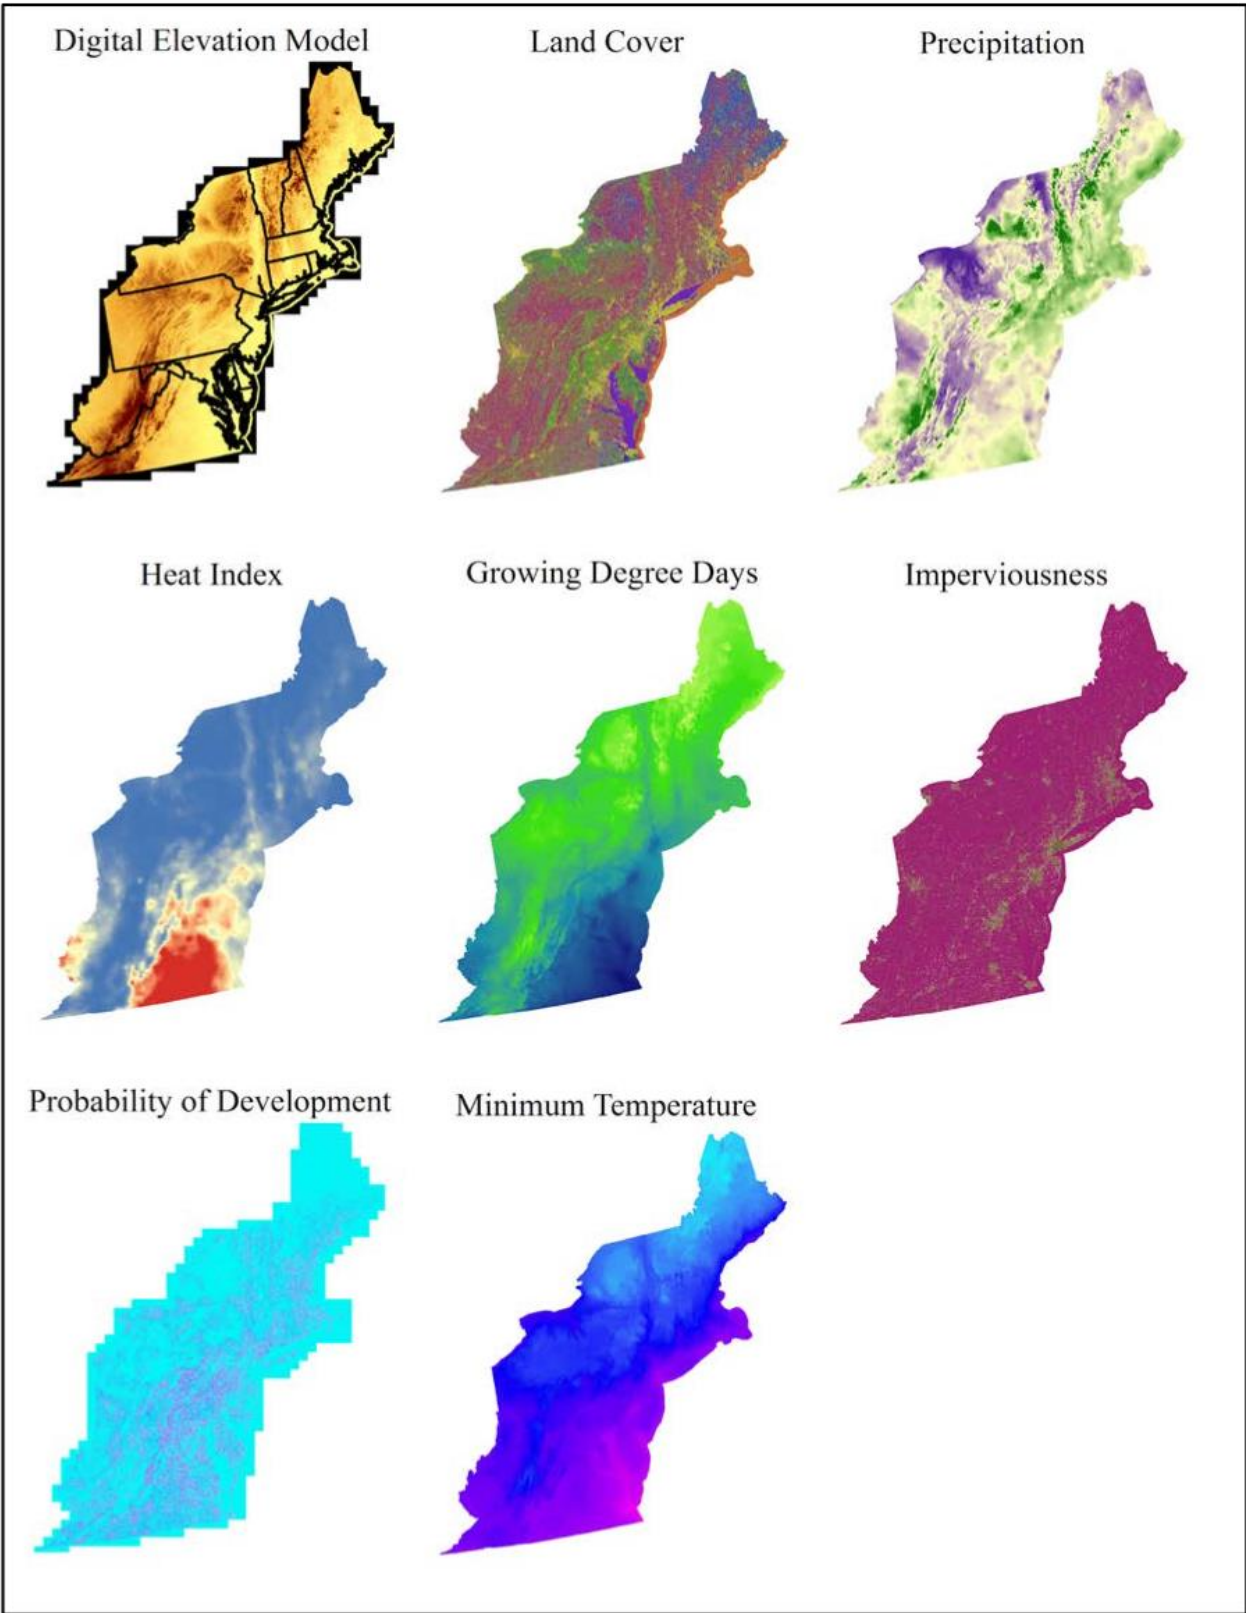 Digital Elevation Model
Land Cover
Precipitation
Heat Index
Growing Degree Days
Imperviousness
Probability of Development
Minimum Temperature